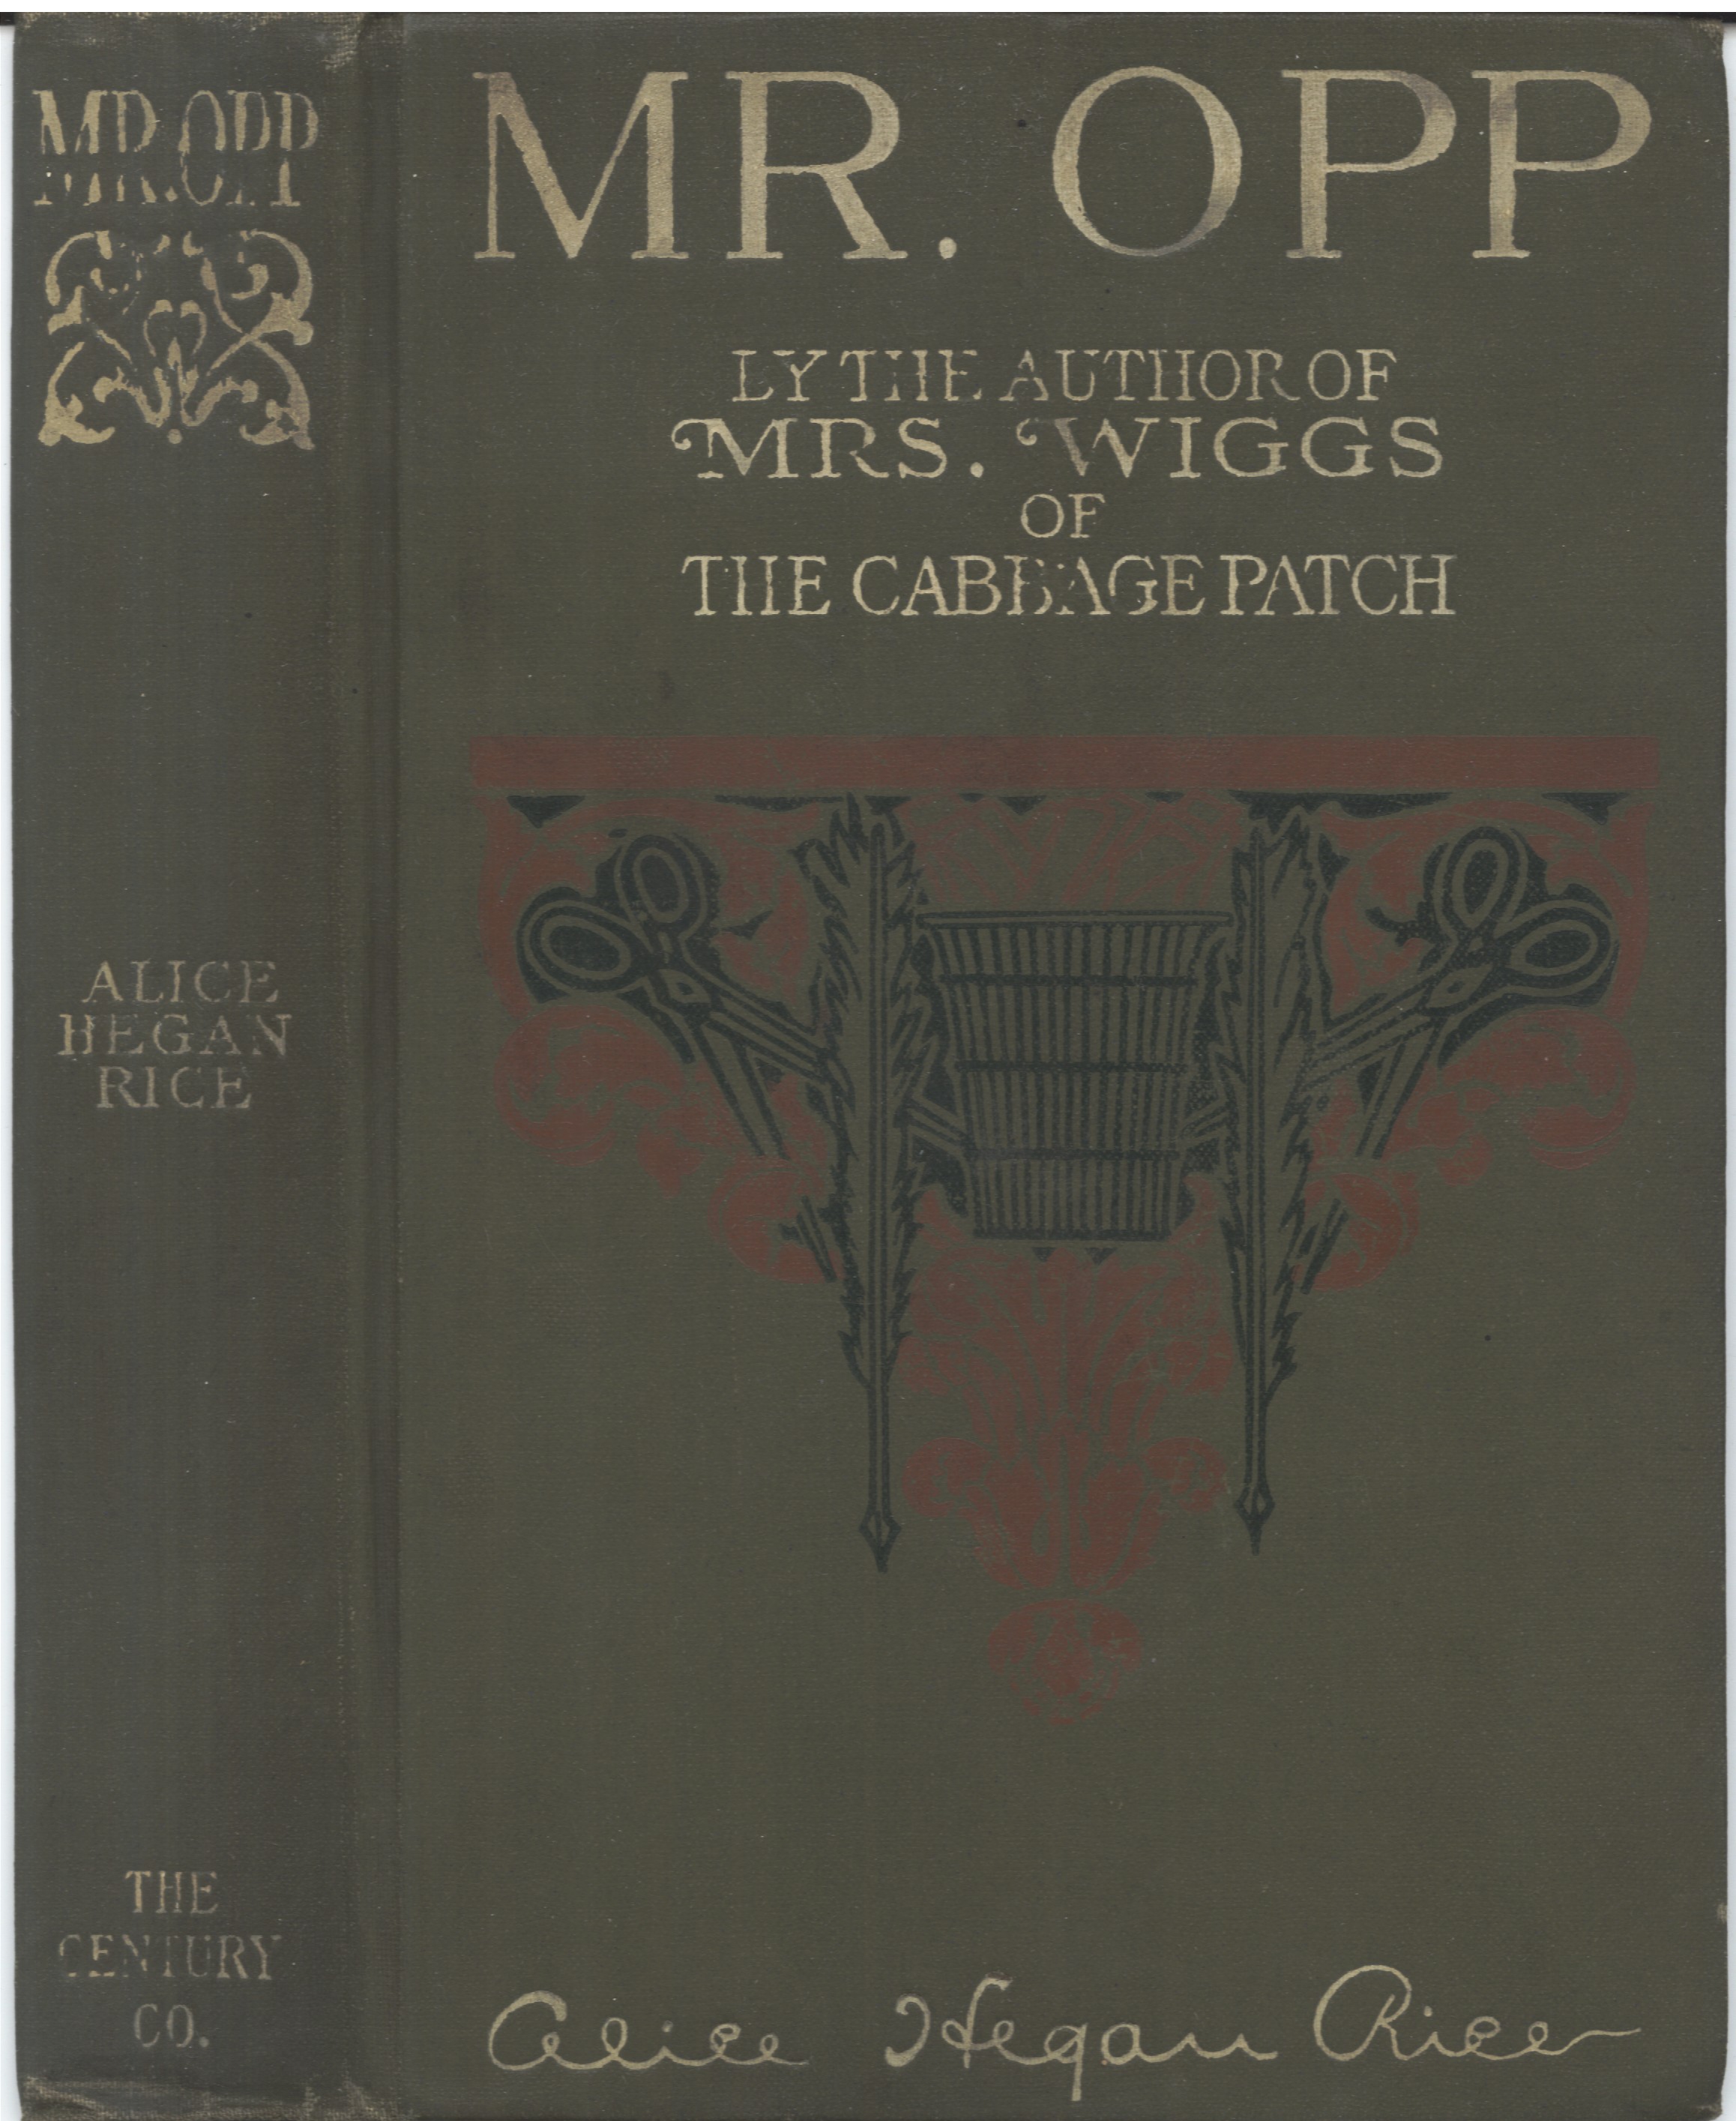 MR. OPP
ALICE
HEGAN
RICE
THE
CENTURY
CO.
MR. OPP
BY THE AUTHOR OF
MRS. WIGGS
OF
THE CABBAGE PATCH
Alice Hegan Rice